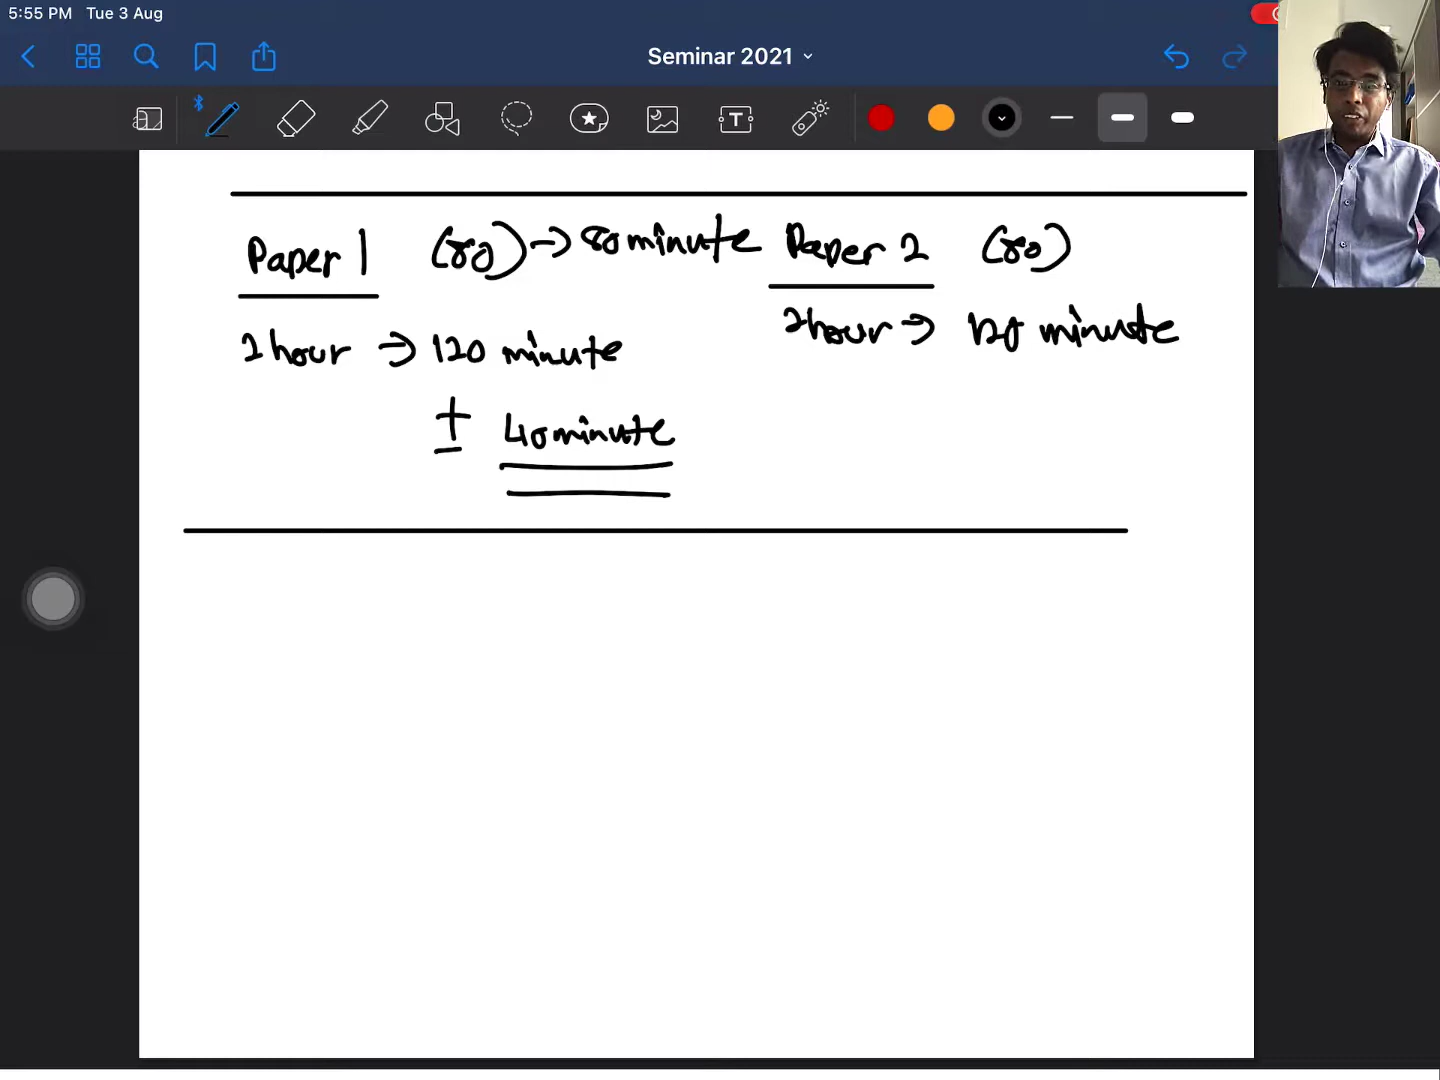 5:55 PM Tue 3 Aug
Seminar 2021
Paper 1 (80) → 80 minute
Paper 2 (80)
2 hour → 120 minute
2 hour → 120 minute
± 40 minute